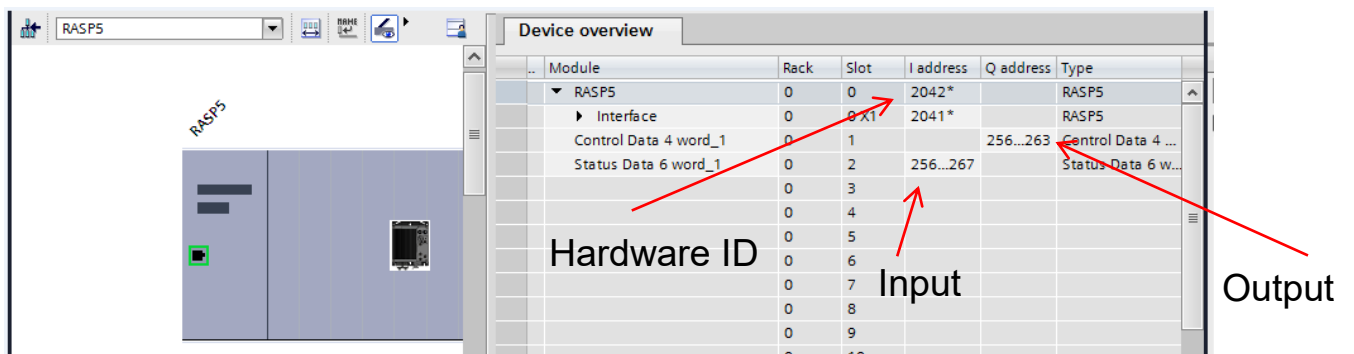 RASP5
NAME
Device overview
.. Module Rack Slot I address Q address Type
RASP5 0 0 2042* RASP5
Interface 0 0 X1 2041* RASP5
Control Data 4 word_1 0 1 256...263 Control Data 4 ...
Status Data 6 word_1 0 2 256...267 Status Data 6 w...
0 3
0 4
0 5
0 6
0 7
0 8
0 9
RASP5
Hardware ID
Input
Output